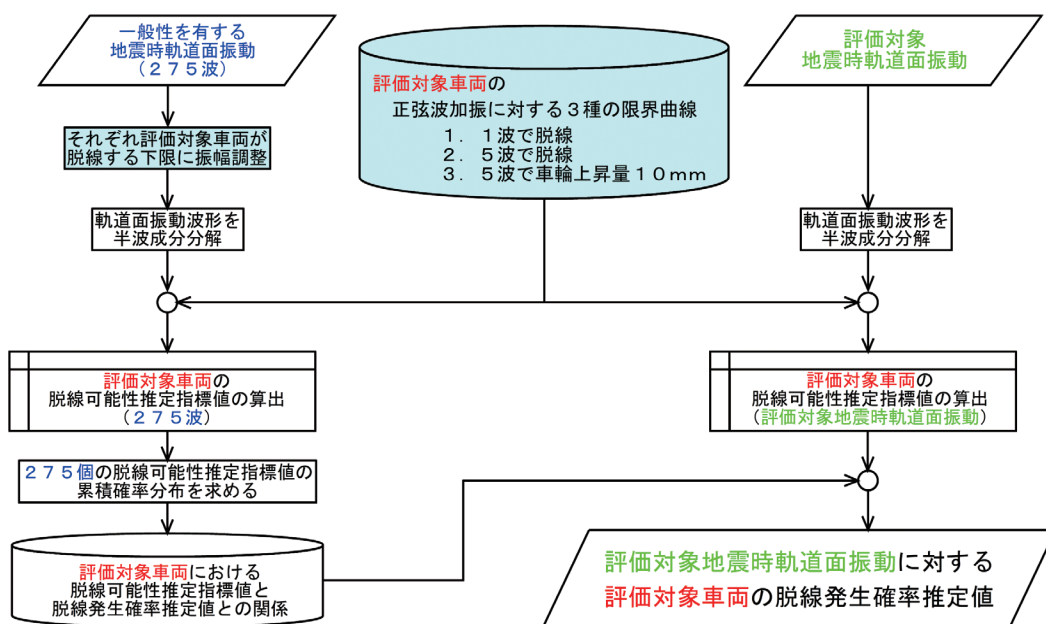 一般性を有する
地震時軌道面振動
(275波)
それぞれ評価対象車両が
脱線する下限に振幅調整
軌道面振動波形を
半波成分分解
評価対象車両の
正弦波加振に対する3種の限界曲線
1. 1波で脱線
2. 5波で脱線
3. 5波で車輪上昇量10mm
評価対象
地震時軌道面振動
軌道面振動波形を
半波成分分解
評価対象車両の
脱線可能性推定指標値の算出
(275波)
275個の脱線可能性推定指標値の
累積確率分布を求める
評価対象車両における
脱線可能性推定指標値と
脱線発生確率推定値との関係
評価対象車両の
脱線可能性推定指標値の算出
(評価対象地震時軌道面振動)
評価対象地震時軌道面振動に対する
評価対象車両の脱線発生確率推定値